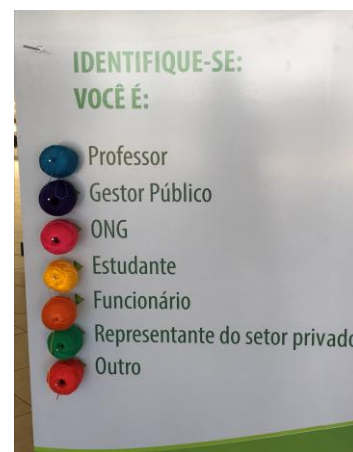 IDENTIFIQUE-SE:
VOCÊ É:
Professor
Gestor Público
ONG
Estudante
Funcionário
Representante do setor privado
Outro